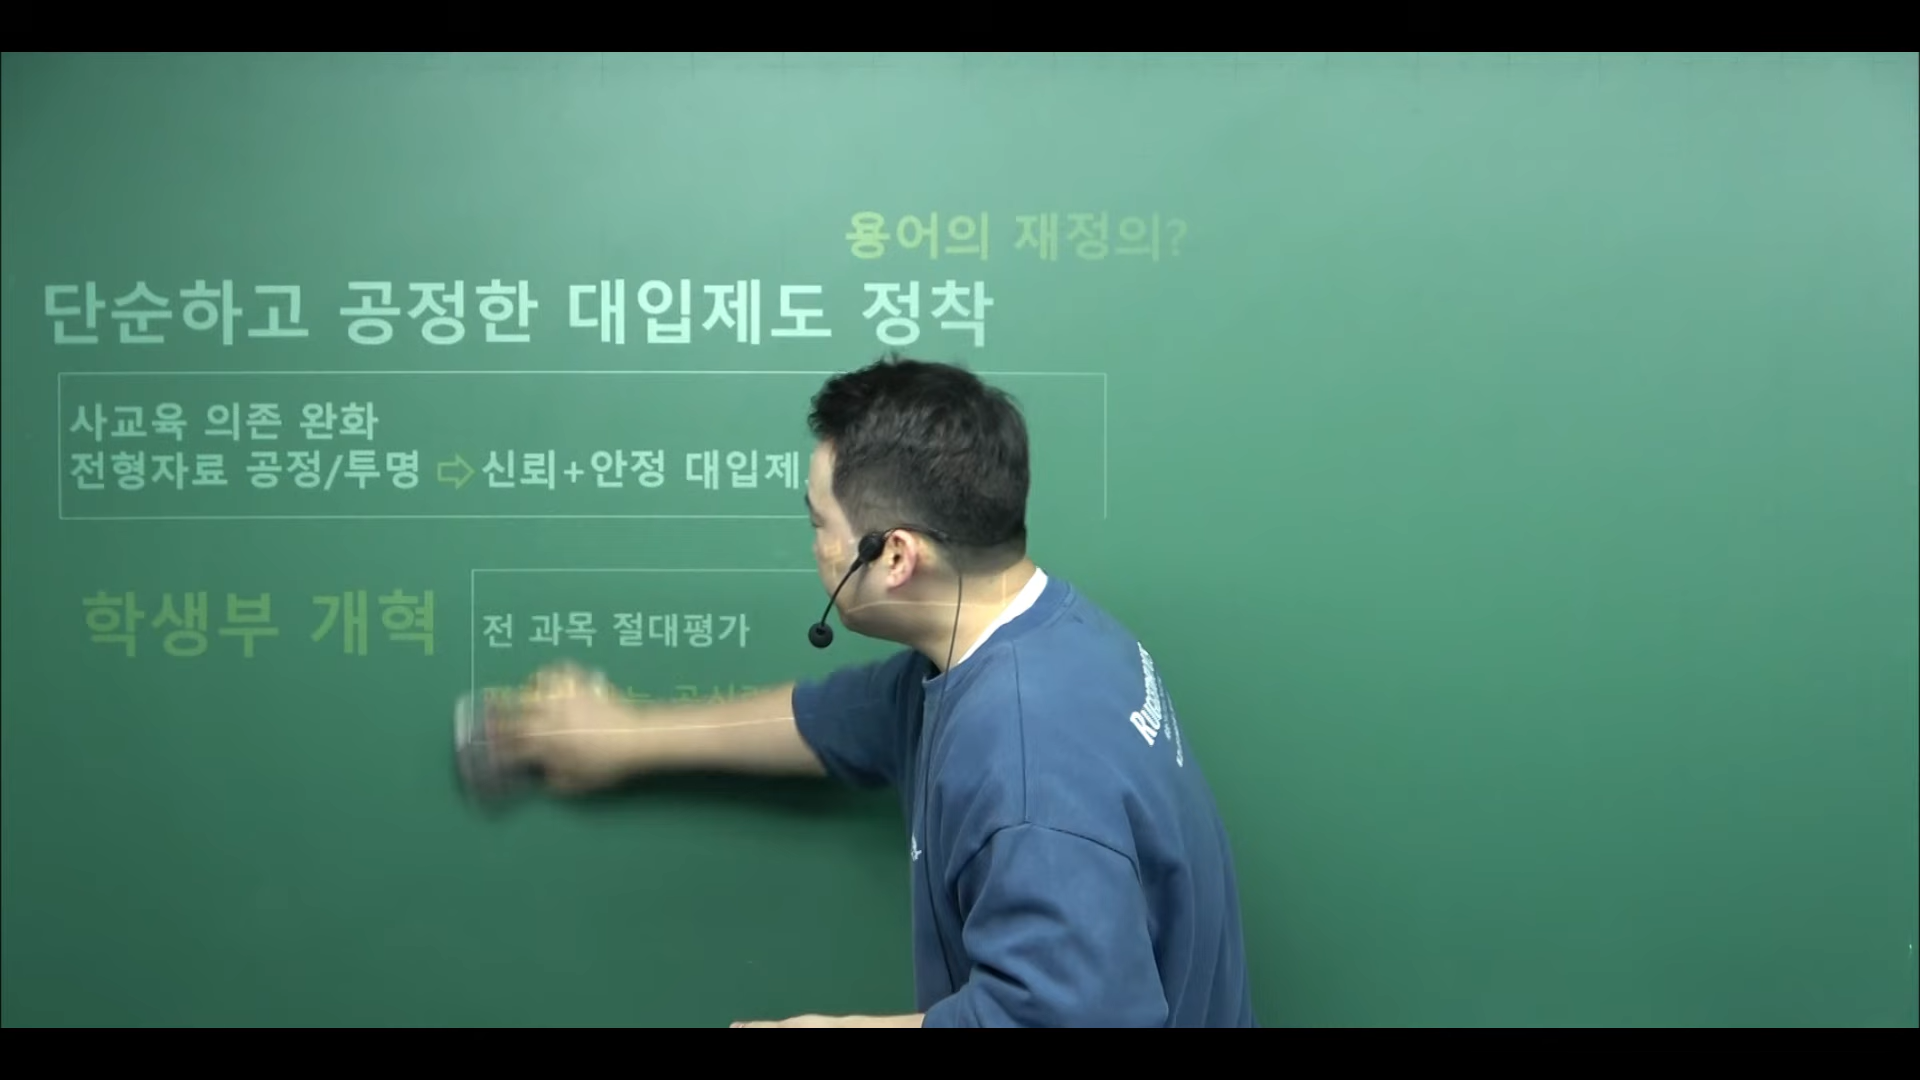 용어의 재정의?
단순하고 공정한 대입제도 정착
사교육 의존 완화
전형자료 공정/투명 ⇨ 신뢰+안정 대입제
학생부 개혁
전 과목 절대평가